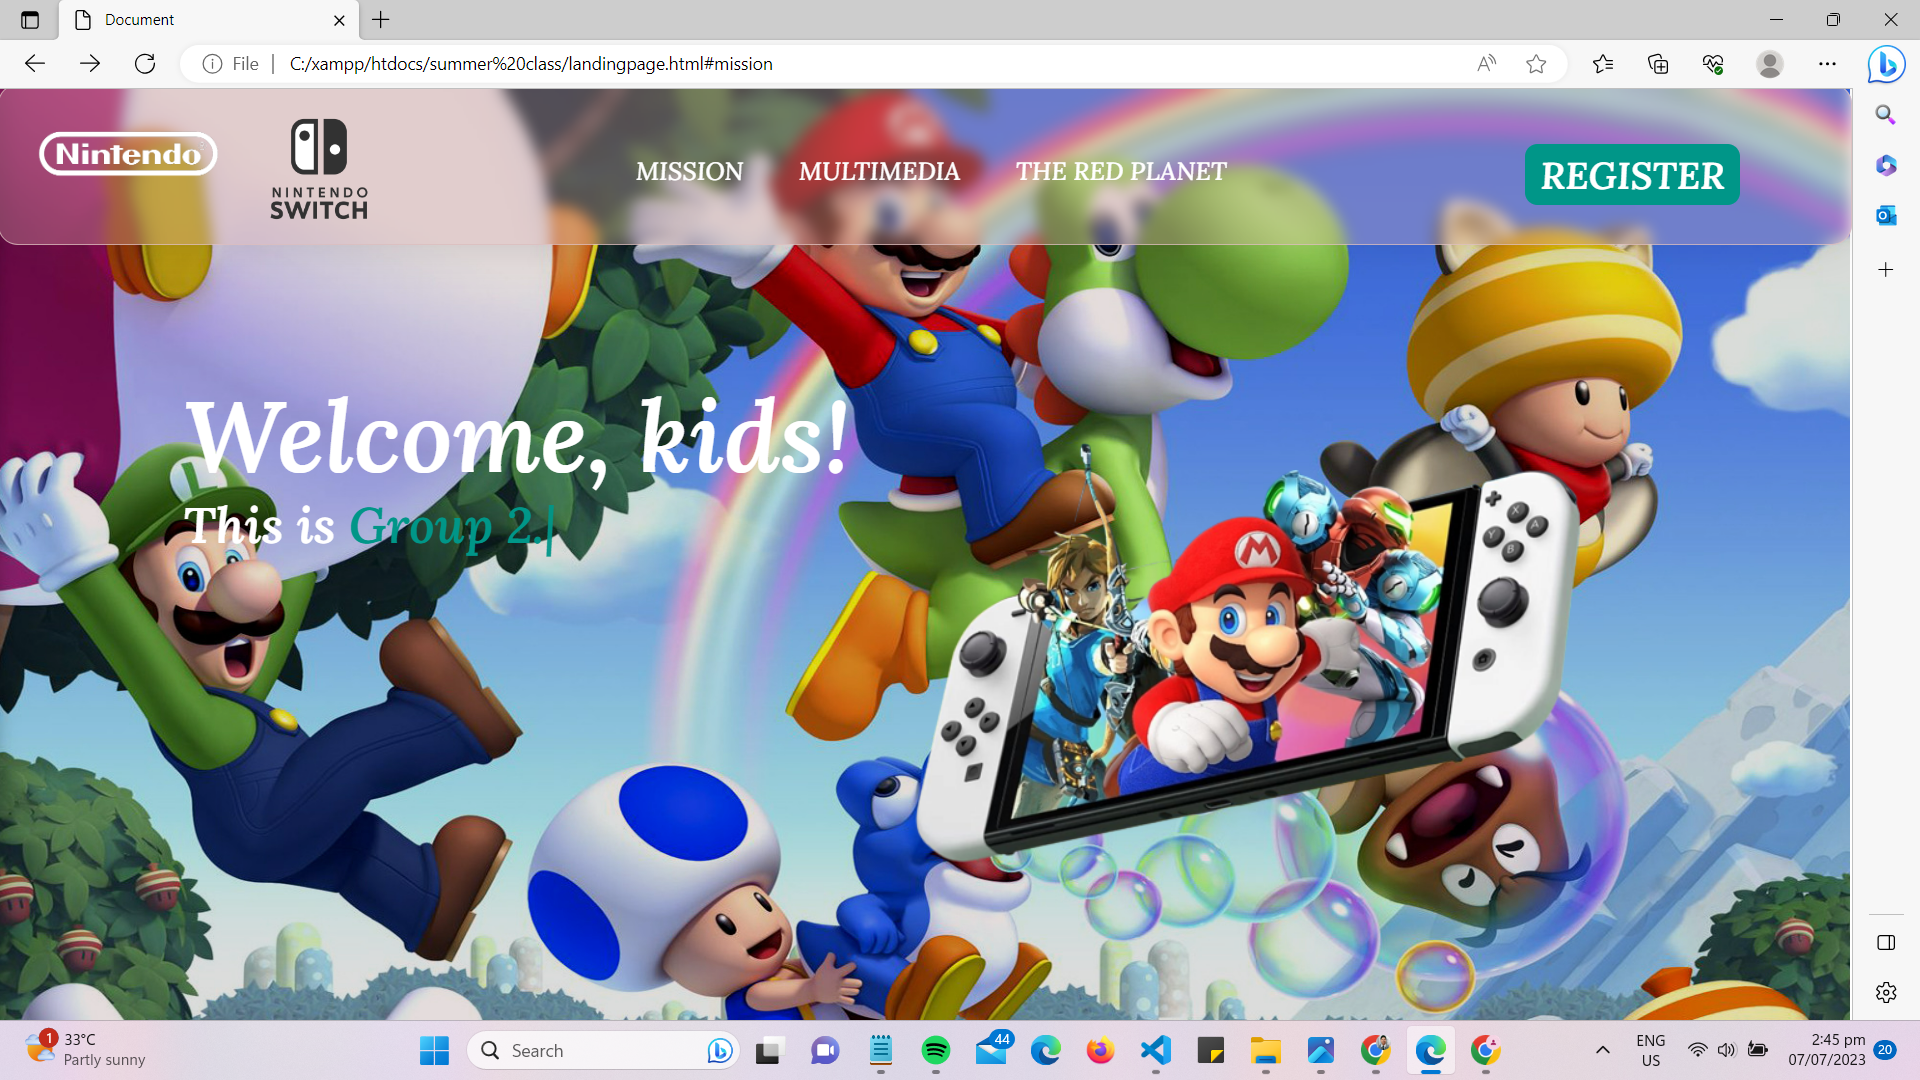 Document
File
C:/xampp/htdocs/summer%20class/landingpage.html#mission
Nintendo
NINTENDO
SWITCH
MISSION
MULTIMEDIA
THE RED PLANET
REGISTER
Welcome, kids!
This is Group 2.|
L
M
X
A
Y
B
1
33°C
Partly sunny
Search
44
ENG
US
2:45 pm
07/07/2023
20